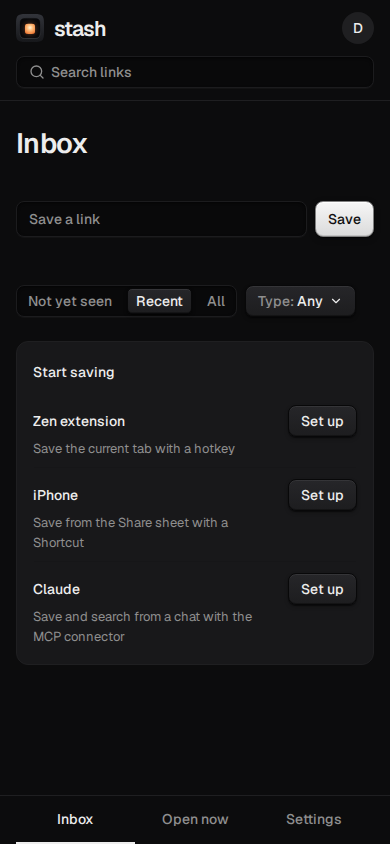 stash
D
Search links
Inbox
Save a link
Save
Not yet seen
Recent
All
Type: Any
Start saving
Zen extension
Set up
Save the current tab with a hotkey
iPhone
Set up
Save from the Share sheet with a
Shortcut
Claude
Set up
Save and search from a chat with the
MCP connector
Inbox
Open now
Settings